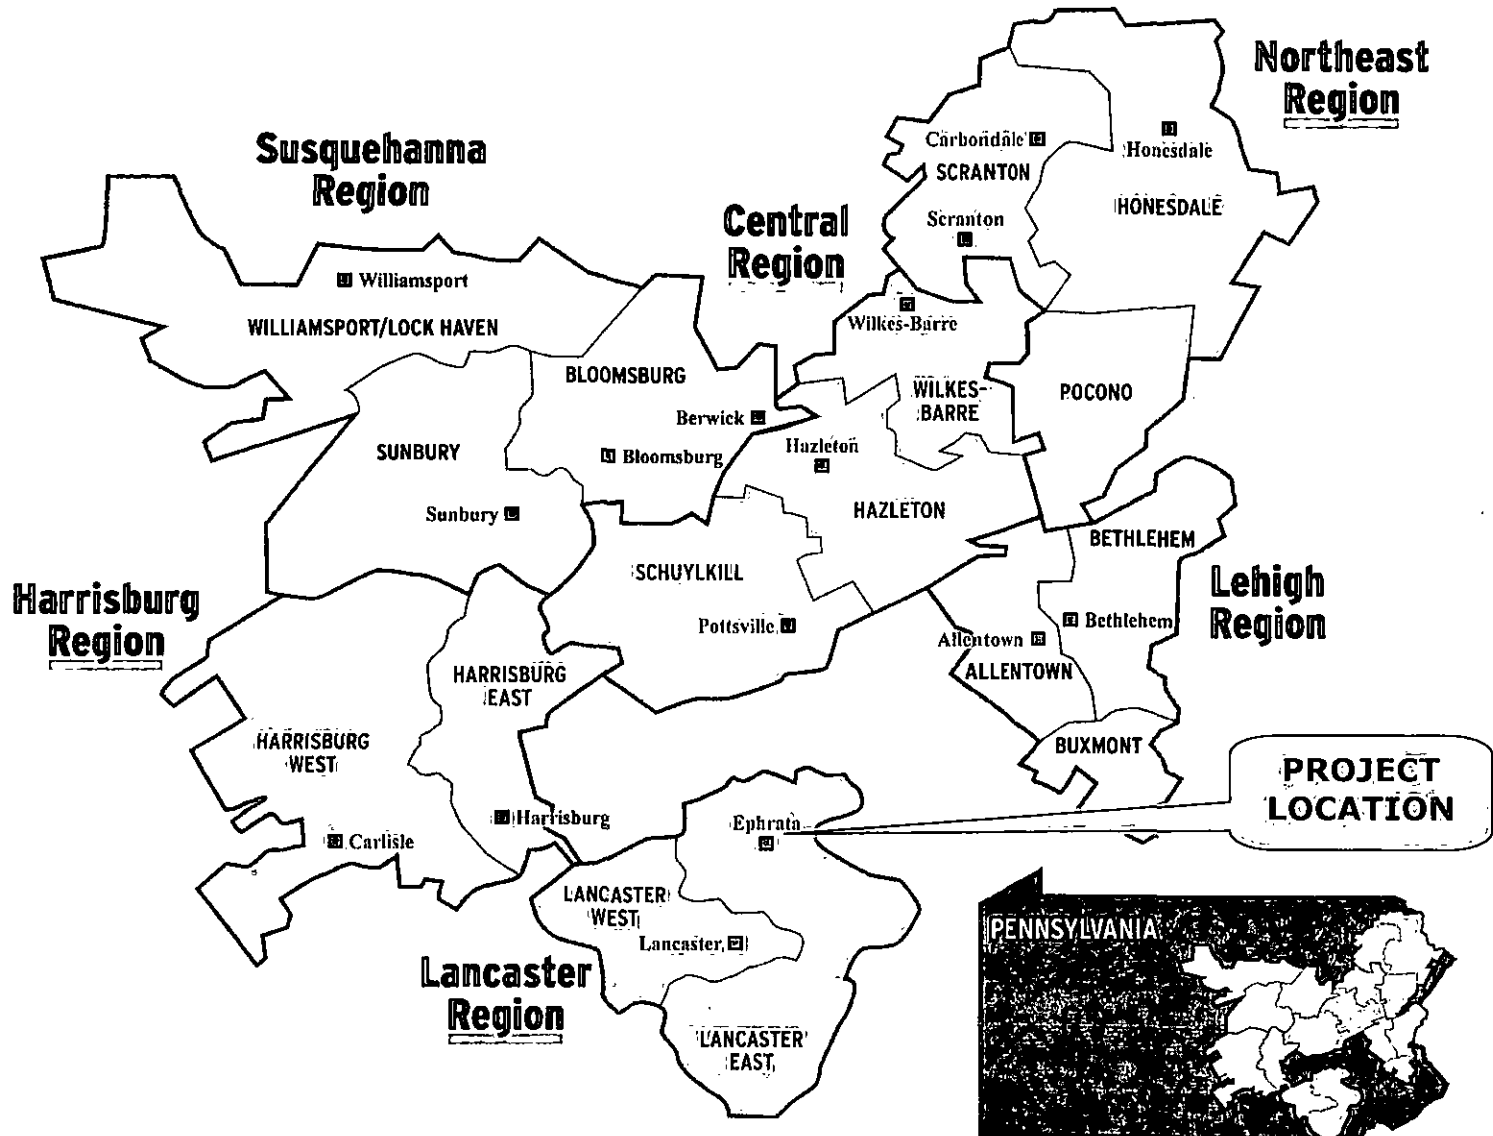 Northeast
Region
Susquehanna
Region
Central
Region
Carbondale
Honesdale
SCRANTON
HONESDALE
Scranton
Williamsport
WILLIAMSPORT/LOCK HAVEN
Wilkes-Barre
BLOOMSBURG
WILKES-
BARRE
POCONO
Berwick
SUNBURY
Hazleton
Bloomsburg
Sunbury
HAZLETON
BETHLEHEM
SCHUYLKILL
Harrisburg
Region
Lehigh
Region
Pottsville
Bethlehem
Allentown
ALLENTOWN
HARRISBURG
EAST
HARRISBURG
WEST
BUXMONT
PROJECT
LOCATION
Harrisburg
Ephrata
Carlisle
LANCASTER
WEST
Lancaster
PENNSYLVANIA
Lancaster
Region
LANCASTER
EAST